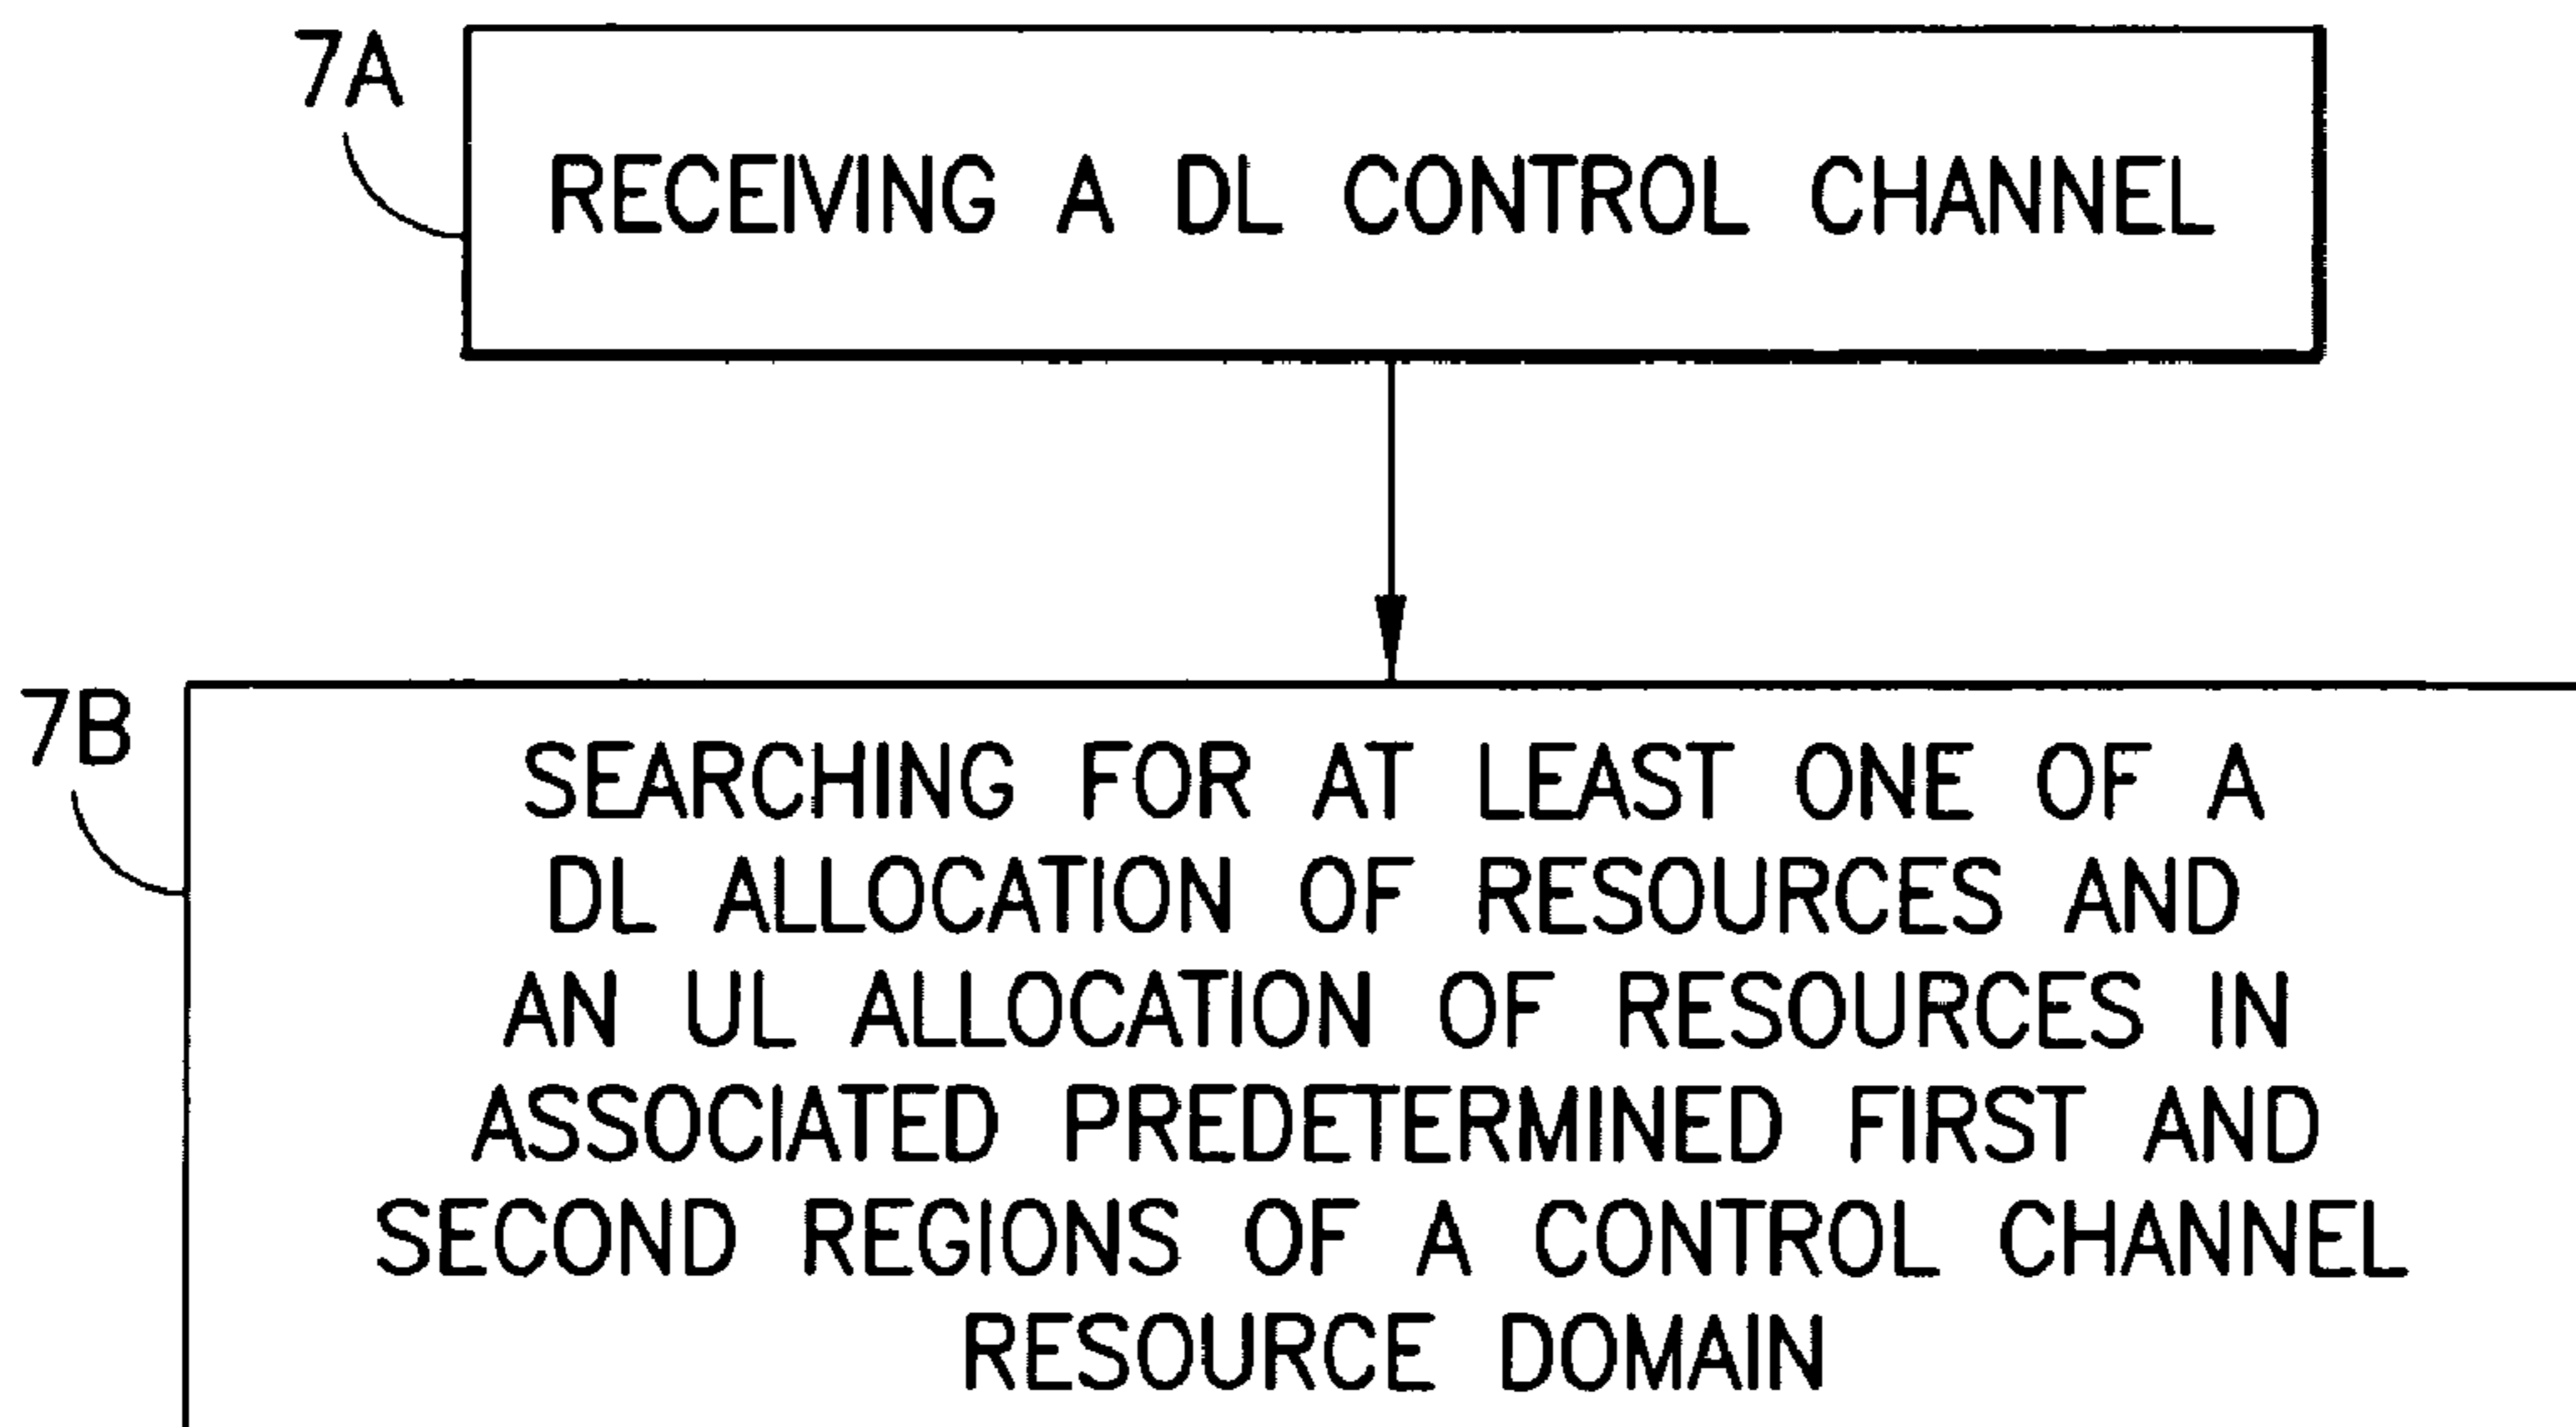 7A
RECEIVING A DL CONTROL CHANNEL
7B
SEARCHING FOR AT LEAST ONE OF A
DL ALLOCATION OF RESOURCES AND
AN UL ALLOCATION OF RESOURCES IN
ASSOCIATED PREDETERMINED FIRST AND
SECOND REGIONS OF A CONTROL CHANNEL
RESOURCE DOMAIN